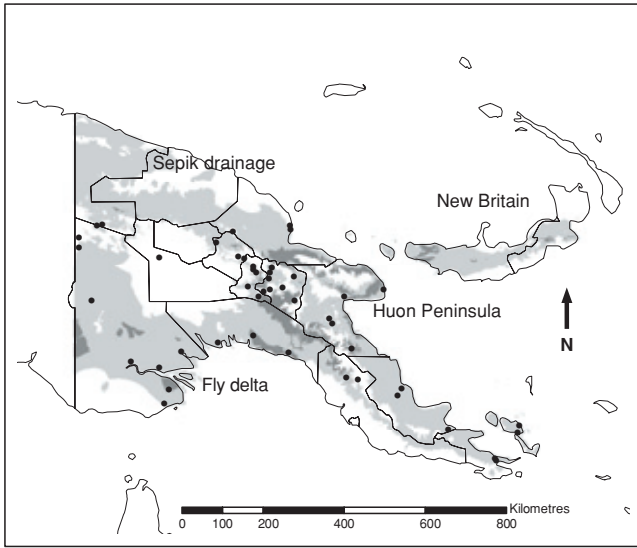 Sepik drainage
New Britain
Huon Peninsula
N
Fly delta
Kilometres
0 100 200 400 600 800